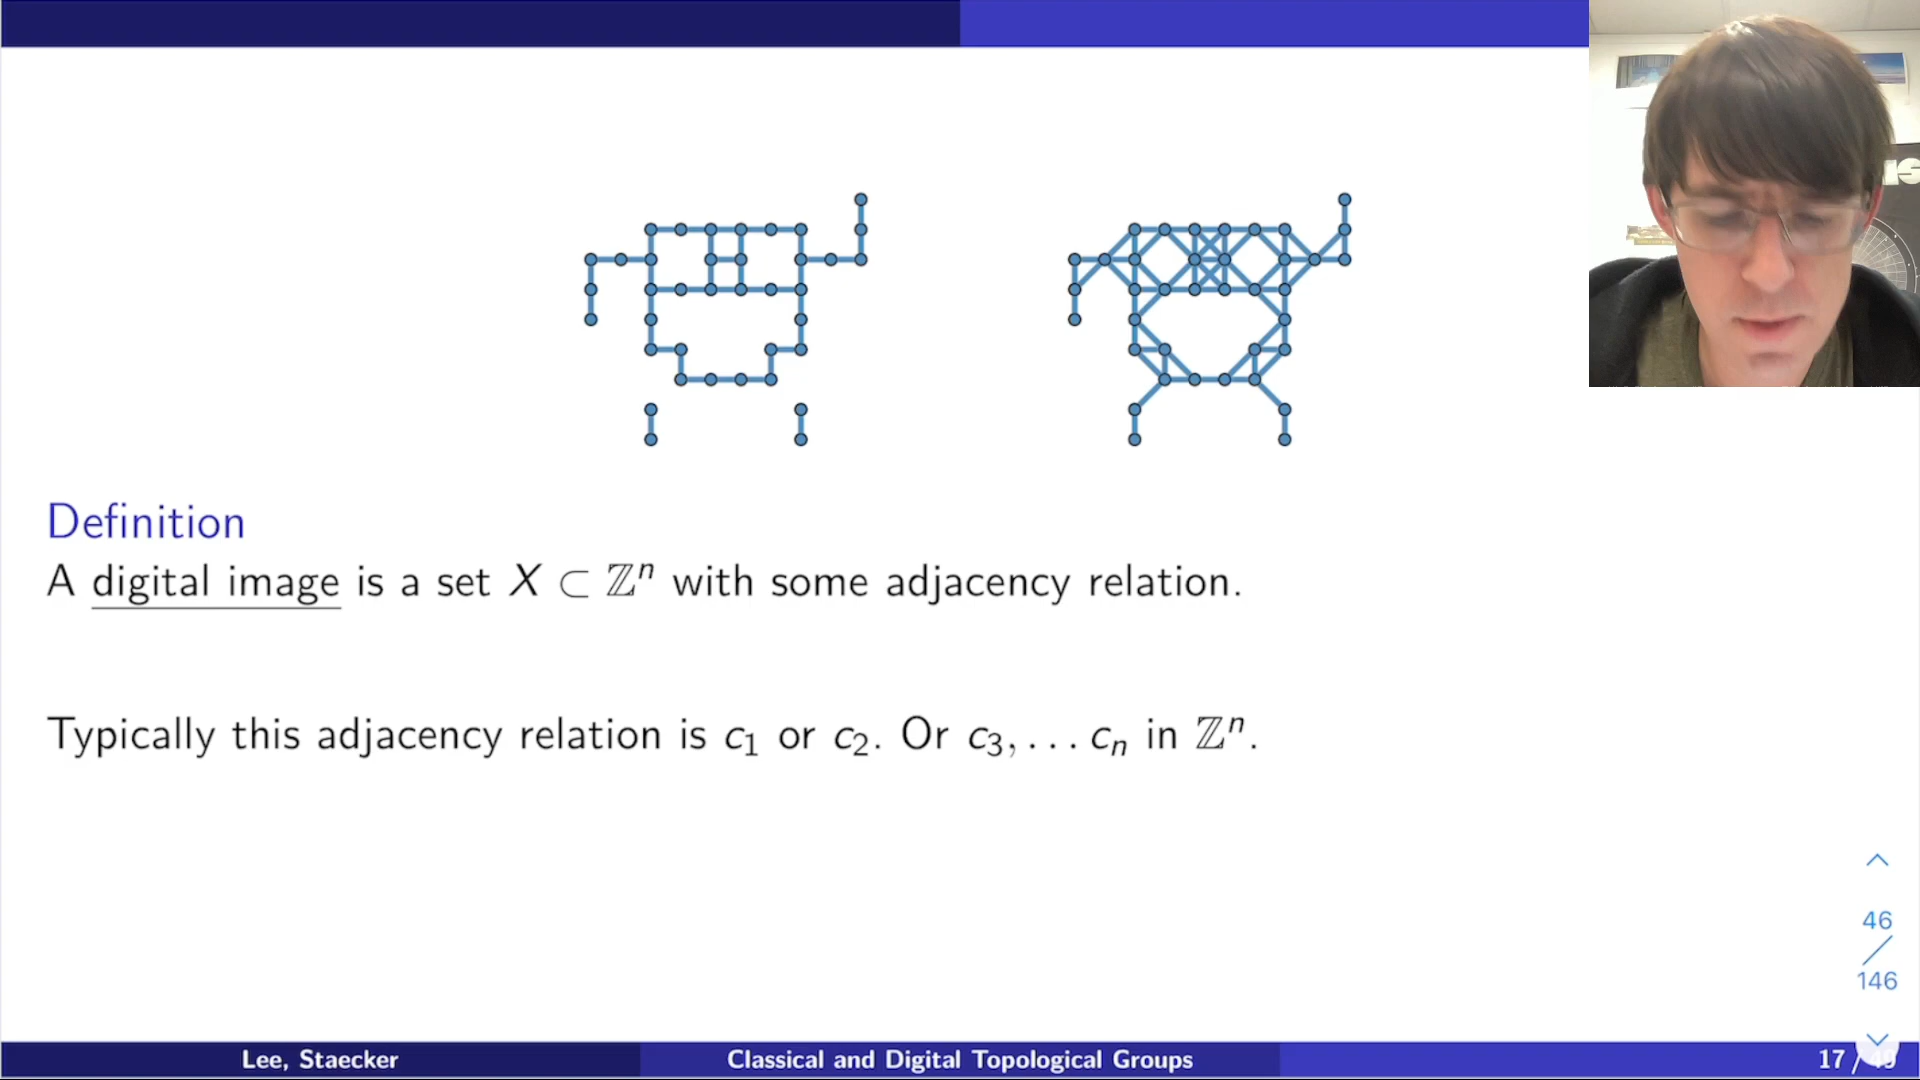 Definition
A digital image is a set X ⊂ ℤⁿ with some adjacency relation.
Typically this adjacency relation is c₁ or c₂. Or c₃, . . . cₙ in ℤⁿ.
46
/
146
Lee, Staecker
Classical and Digital Topological Groups
17 /